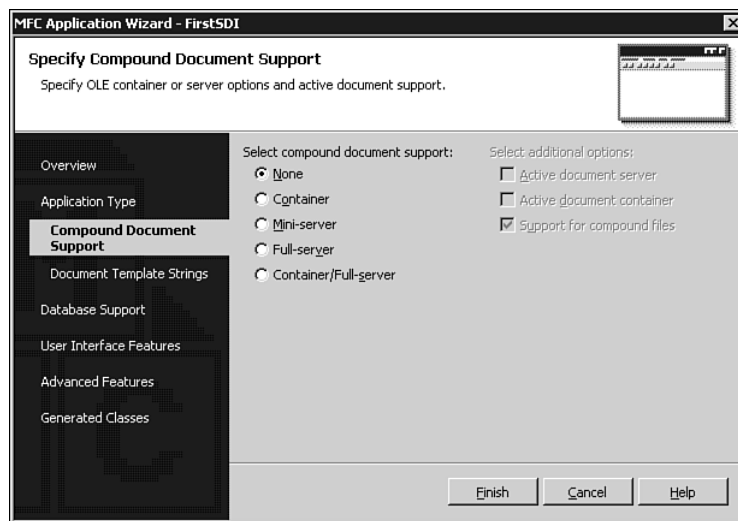 MFC Application Wizard - FirstSDI
Specify Compound Document Support
Specify OLE container or server options and active document support.
Overview
Application Type
Compound Document
Support
Document Template Strings
Database Support
User Interface Features
Advanced Features
Generated Classes
Select compound document support:
None
Container
Mini-server
Full-server
Container/Full-server
Select additional options:
Active document server
Active document container
Support for compound files
Finish
Cancel
Help